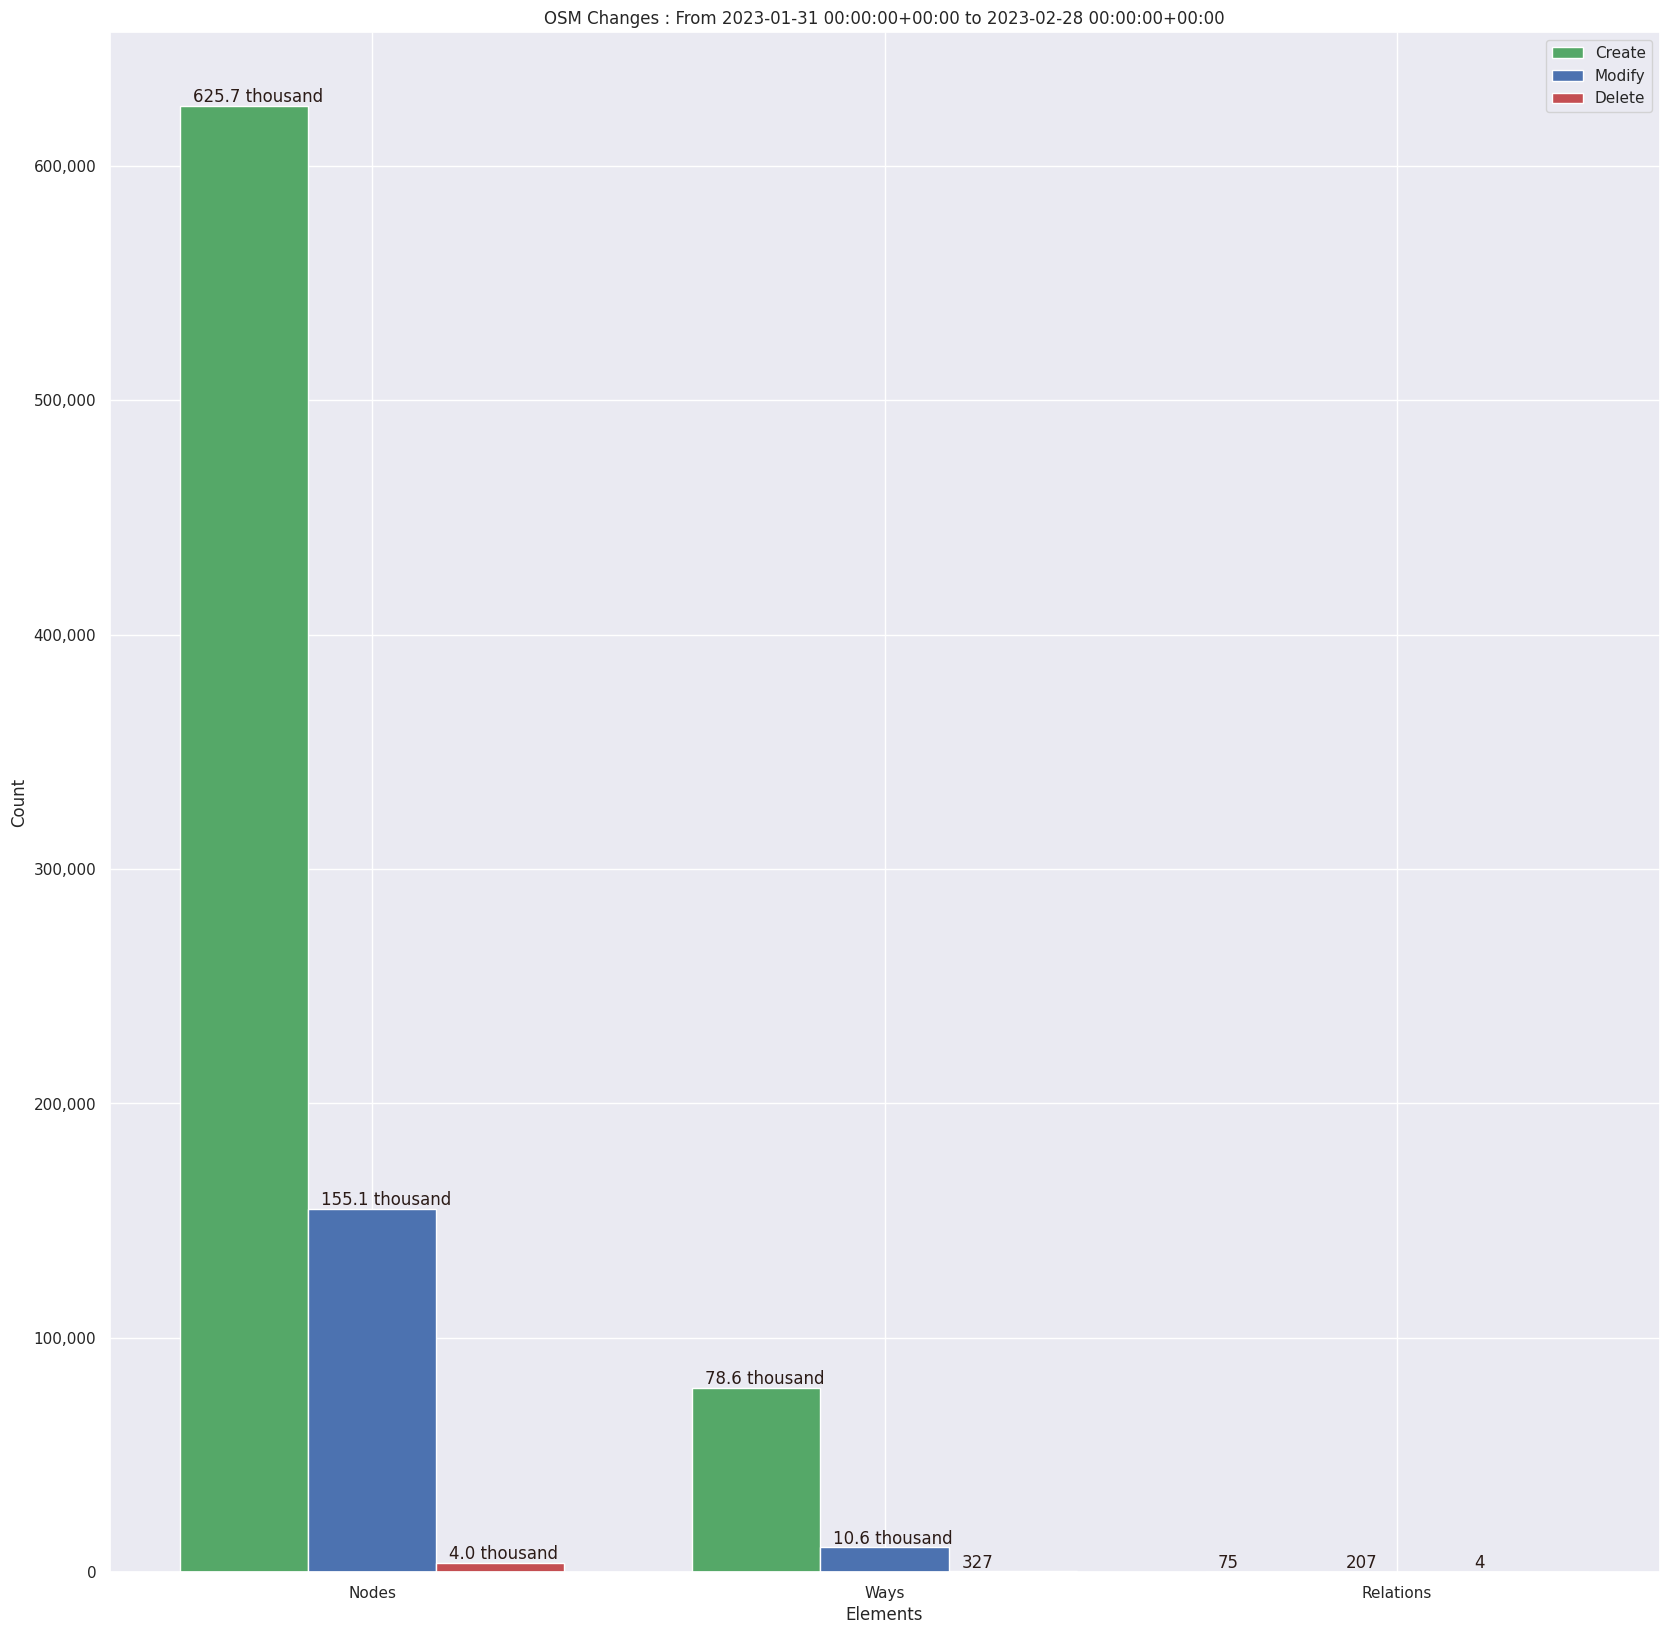 OSM Changes : From 2023-01-31 00:00:00+00:00 to 2023-02-28 00:00:00+00:00
Create
Modify
Delete
625.7 thousand
600,000
500,000
400,000
Count
300,000
200,000
155.1 thousand
100,000
78.6 thousand
10.6 thousand
4.0 thousand
327
75
207
4
0
Nodes
Ways
Relations
Elements